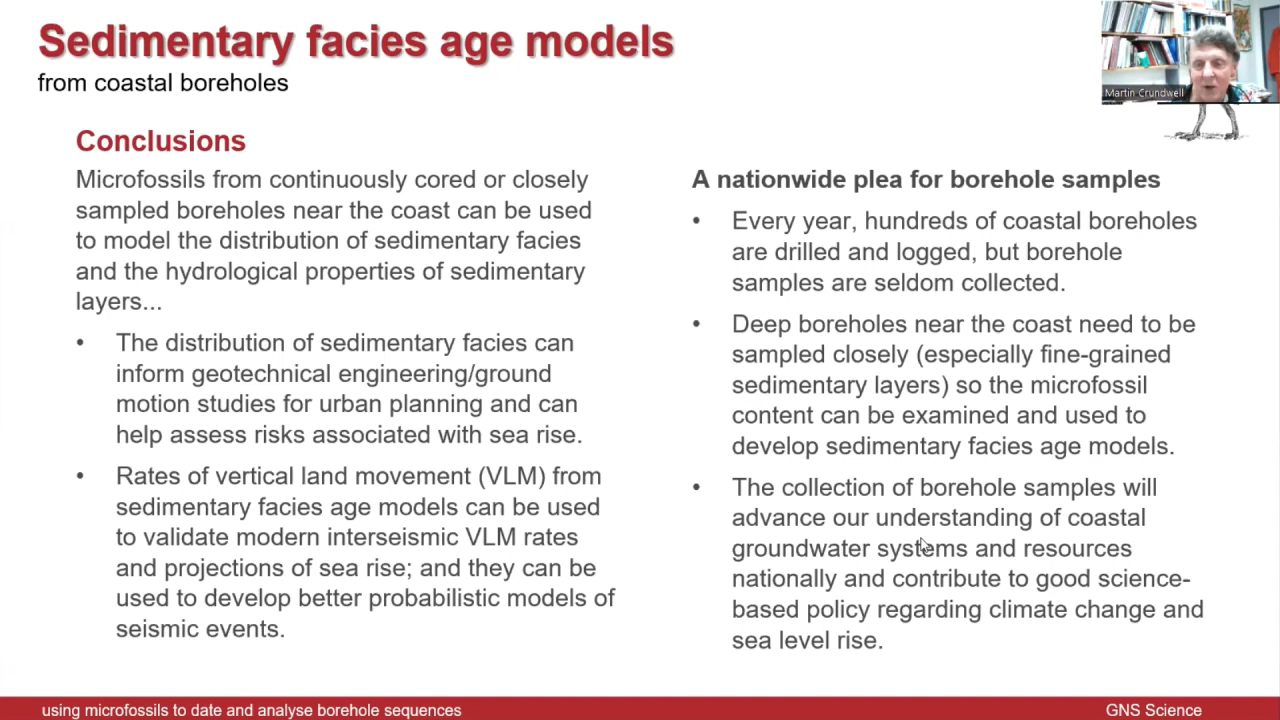 Sedimentary facies age models
from coastal boreholes
Martin Crundwell
Conclusions
Microfossils from continuously cored or closely
sampled boreholes near the coast can be used
to model the distribution of sedimentary facies
and the hydrological properties of sedimentary
layers...
• The distribution of sedimentary facies can
inform geotechnical engineering/ground
motion studies for urban planning and can
help assess risks associated with sea rise.
• Rates of vertical land movement (VLM) from
sedimentary facies age models can be used
to validate modern interseismic VLM rates
and projections of sea rise; and they can be
used to develop better probabilistic models of
seismic events.
A nationwide plea for borehole samples
• Every year, hundreds of coastal boreholes
are drilled and logged, but borehole
samples are seldom collected.
• Deep boreholes near the coast need to be
sampled closely (especially fine-grained
sedimentary layers) so the microfossil
content can be examined and used to
develop sedimentary facies age models.
• The collection of borehole samples will
advance our understanding of coastal
groundwater systems and resources
nationally and contribute to good science-
based policy regarding climate change and
sea level rise.
using microfossils to date and analyse borehole sequences
GNS Science